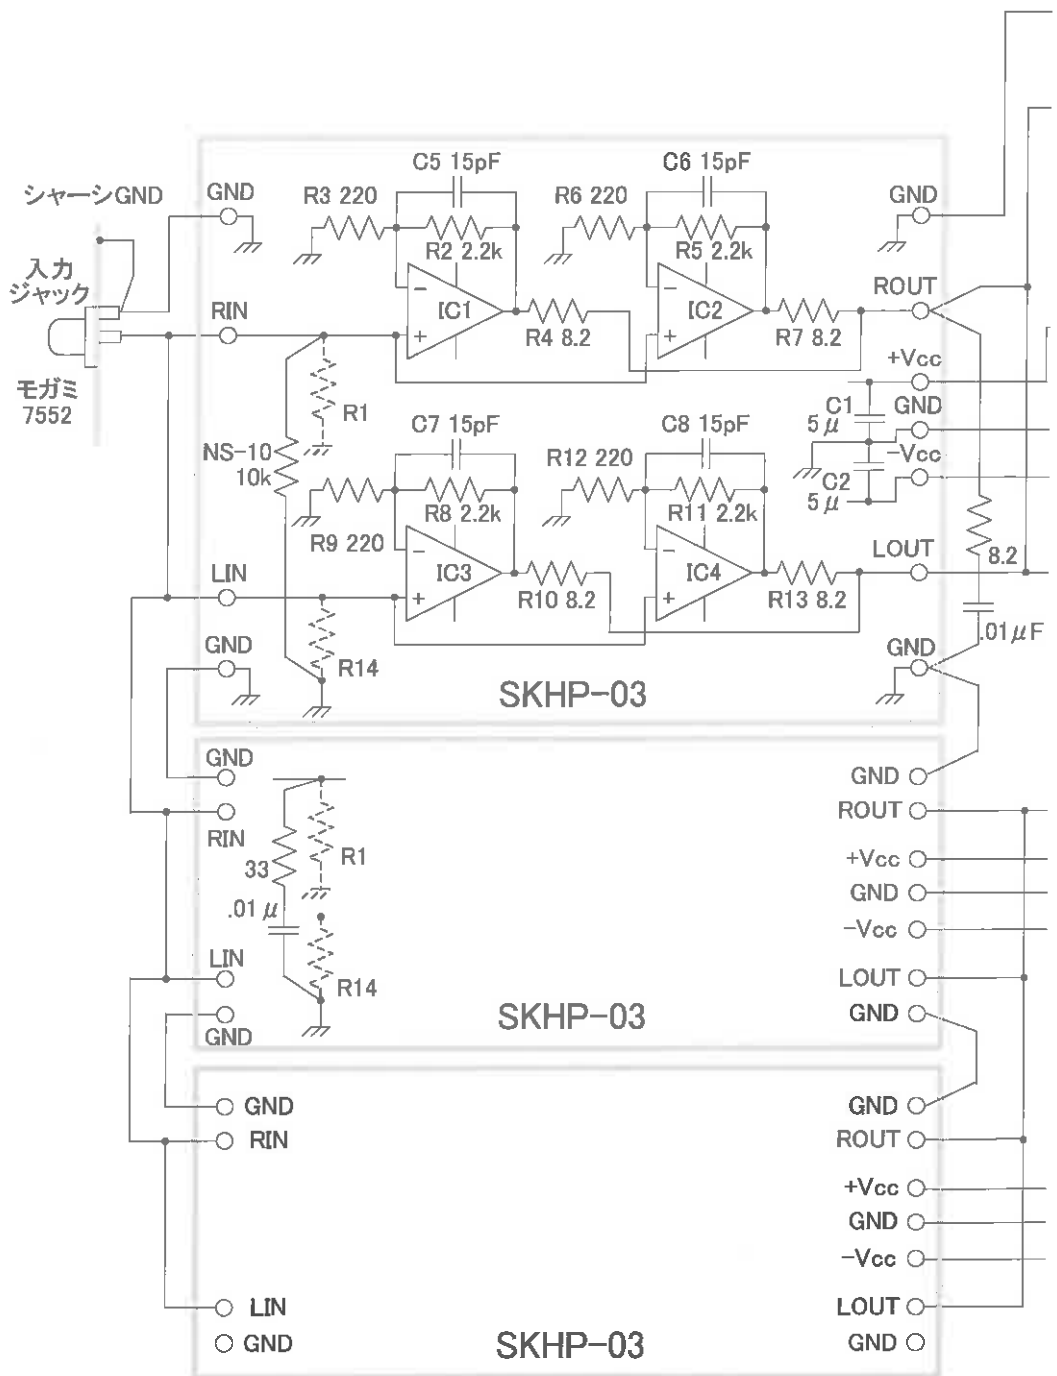 シャーシGND
入力
ジャック
モガミ
7552
GND
RIN
LIN
GND
C5 15pF
R3 220
R2 2.2k
IC1
R4 8.2
C6 15pF
R6 220
R5 2.2k
IC2
R7 8.2
GND
ROUT
+Vcc
C1
5μ
GND
-Vcc
C2
5μ
R1
NS-10
10k
C7 15pF
R8 2.2k
R9 220
IC3
R10 8.2
C8 15pF
R12 220
R11 2.2k
IC4
R13 8.2
LOUT
8.2
.01μF
GND
R14
SKHP-03
GND
RIN
33
.01μ
R1
LIN
R14
GND
SKHP-03
GND
ROUT
+Vcc
GND
-Vcc
LOUT
GND
GND
RIN
LIN
GND
SKHP-03
GND
ROUT
+Vcc
GND
-Vcc
LOUT
GND